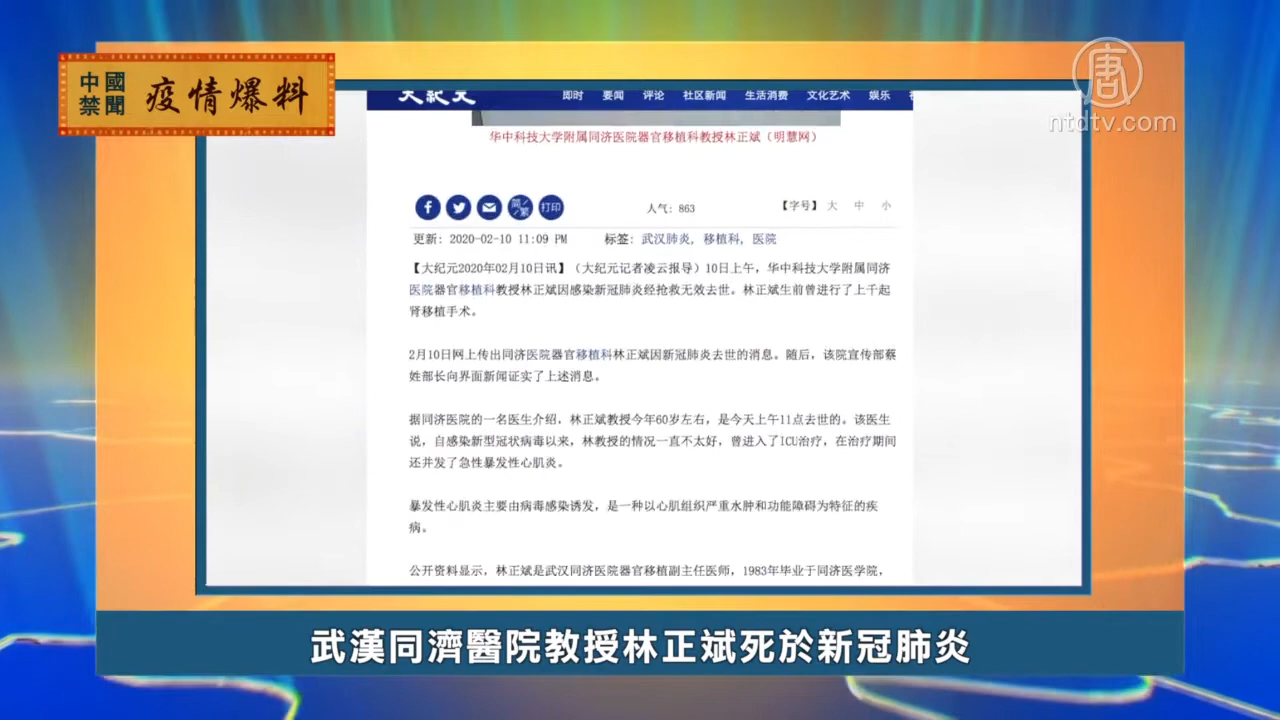 中國
禁聞
疫情爆料
唐
ntdtv.com
大紀元
即时 要闻 评论 社区新闻 生活消费 文化艺术 娱乐
华中科技大学附属同济医院器官移植科教授林正斌（明慧网）
简/繁 打印 人气: 863 【字号】 大 中 小
更新: 2020-02-10 11:09 PM 标签: 武汉肺炎, 移植科, 医院
【大纪元2020年02月10日讯】（大纪元记者凌云报导）10日上午，华中科技大学附属同济
医院器官移植科教授林正斌因感染新冠肺炎经抢救无效去世。林正斌生前曾进行了上千起
肾移植手术。
2月10日网上传出同济医院器官移植科林正斌因新冠肺炎去世的消息。随后，该院宣传部蔡
姓部长向界面新闻证实了上述消息。
据同济医院的一名医生介绍，林正斌教授今年60岁左右，是今天上午11点去世的。该医生
说，自感染新型冠状病毒以来，林教授的情况一直不太好，曾进入了ICU治疗，在治疗期间
还并发了急性暴发性心肌炎。
暴发性心肌炎主要由病毒感染诱发，是一种以心肌组织严重水肿和功能障碍为特征的疾
病。
公开资料显示，林正斌是武汉同济医院器官移植副主任医师，1983年毕业于同济医学院，
武漢同濟醫院教授林正斌死於新冠肺炎